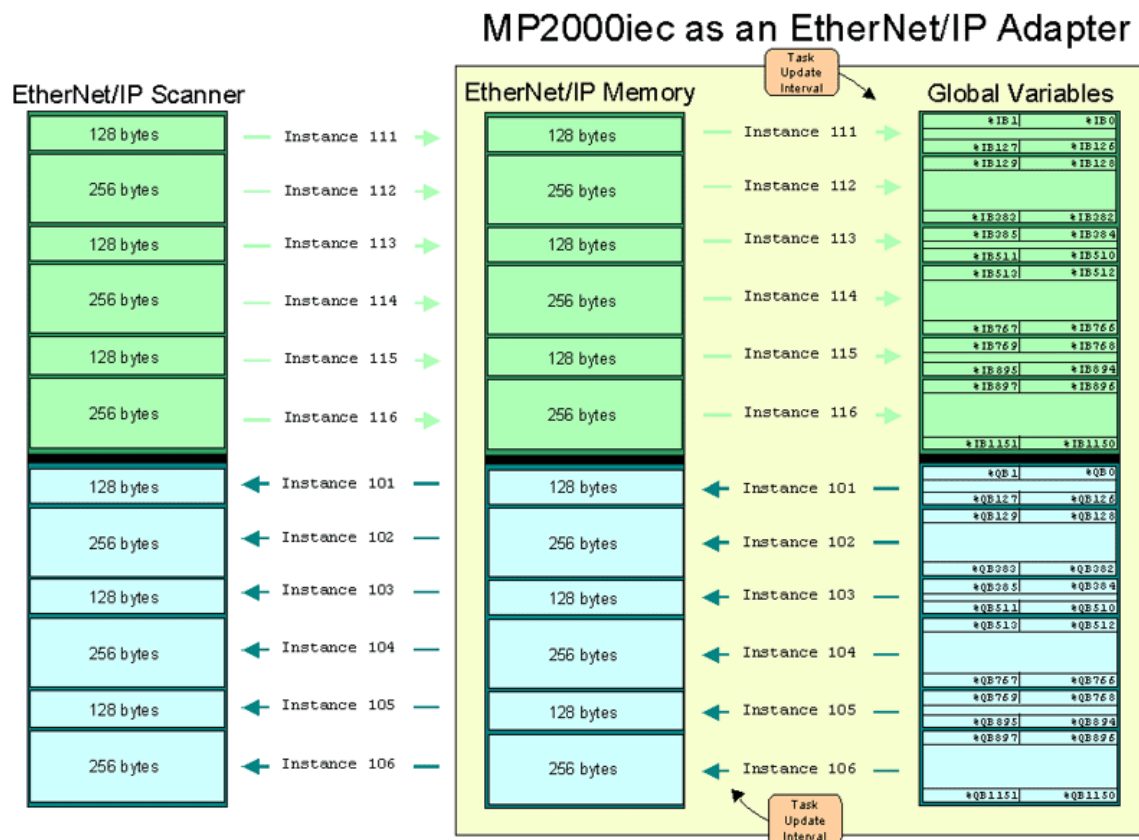 MP2000iec as an EtherNet/IP Adapter
Task
Update
Interval
EtherNet/IP Scanner
EtherNet/IP Memory
Global Variables
128 bytes
Instance 111
128 bytes
Instance 111
%IB1 %IB0
%IB127 %IB126
256 bytes
Instance 112
256 bytes
Instance 112
%IB129 %IB128
%IB383 %IB382
128 bytes
Instance 113
128 bytes
Instance 113
%IB385 %IB384
%IB511 %IB510
256 bytes
Instance 114
256 bytes
Instance 114
%IB513 %IB512
%IB767 %IB766
128 bytes
Instance 115
128 bytes
Instance 115
%IB769 %IB768
%IB895 %IB894
256 bytes
Instance 116
256 bytes
Instance 116
%IB897 %IB896
%IB1151 %IB1150
128 bytes
Instance 101
128 bytes
Instance 101
%QB1 %QB0
%QB127 %QB126
256 bytes
Instance 102
256 bytes
Instance 102
%QB129 %QB128
%QB383 %QB382
128 bytes
Instance 103
128 bytes
Instance 103
%QB385 %QB384
%QB511 %QB510
256 bytes
Instance 104
256 bytes
Instance 104
%QB513 %QB512
%QB767 %QB766
128 bytes
Instance 105
128 bytes
Instance 105
%QB769 %QB768
%QB895 %QB894
256 bytes
Instance 106
256 bytes
Instance 106
%QB897 %QB896
%QB1151 %QB1150
Task
Update
Interval